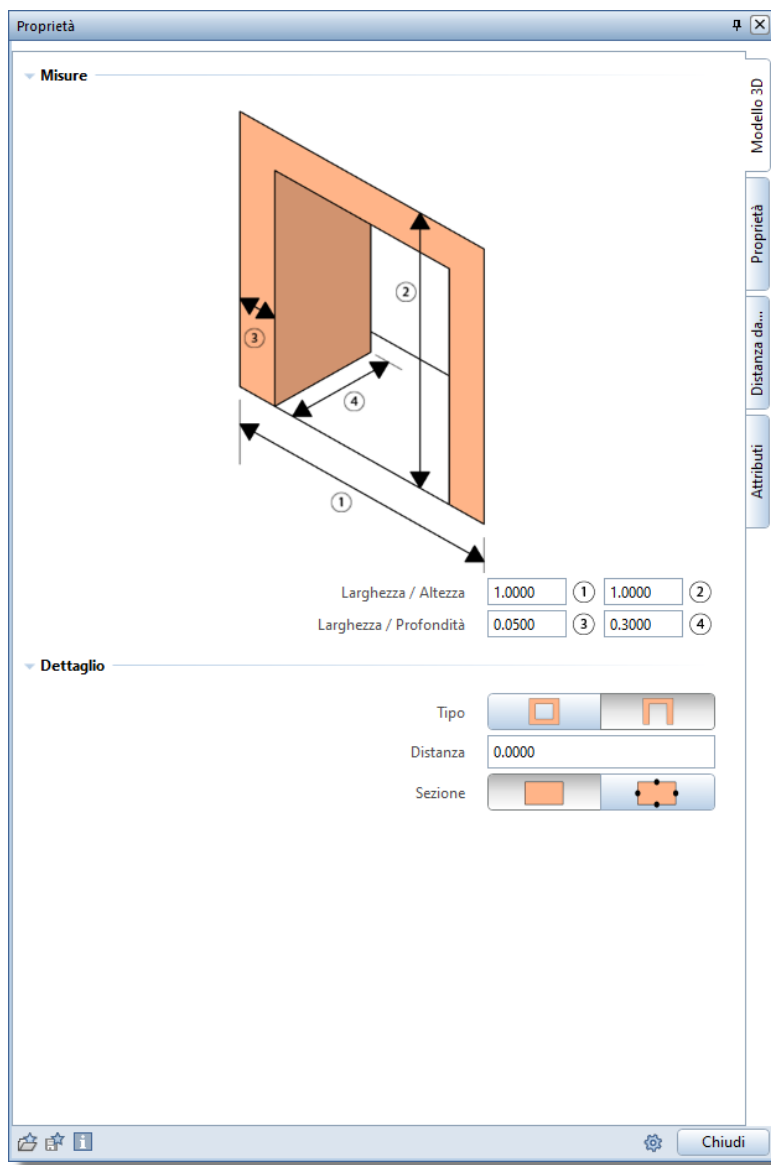 Proprietà
Misure
2
3
4
1
Larghezza / Altezza 1.0000 1 1.0000 2
Larghezza / Profondità 0.0500 3 0.3000 4
Dettaglio
Tipo
Distanza 0.0000
Sezione
Modello 3D
Proprietà
Distanza da...
Attributi
i Chiudi